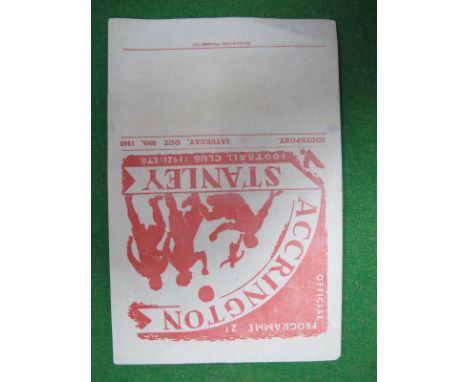 OFFICIAL
PROGRAMME 2d
ACCRINGTON
STANLEY
FOOTBALL CLUB (1921) LTD.
V.
SOUTHPORT, SATURDAY, OCT. 30th, 1948